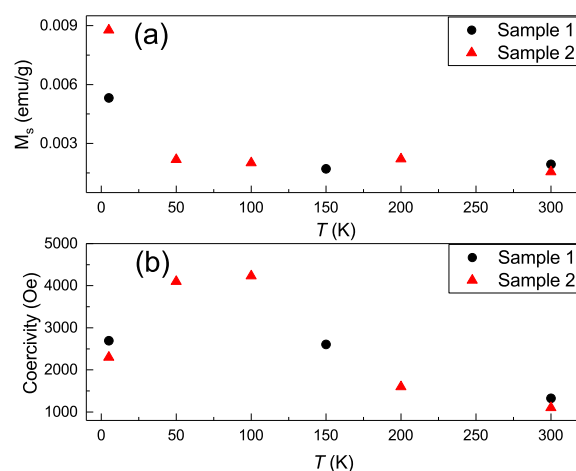 (a)
Sample 1
Sample 2
0.009
0.006
0.003
Mₛ (emu/g)
0 50 100 150 200 250 300
T (K)
(b)
Sample 1
Sample 2
5000
4000
3000
2000
1000
Coercivity (Oe)
0 50 100 150 200 250 300
T (K)